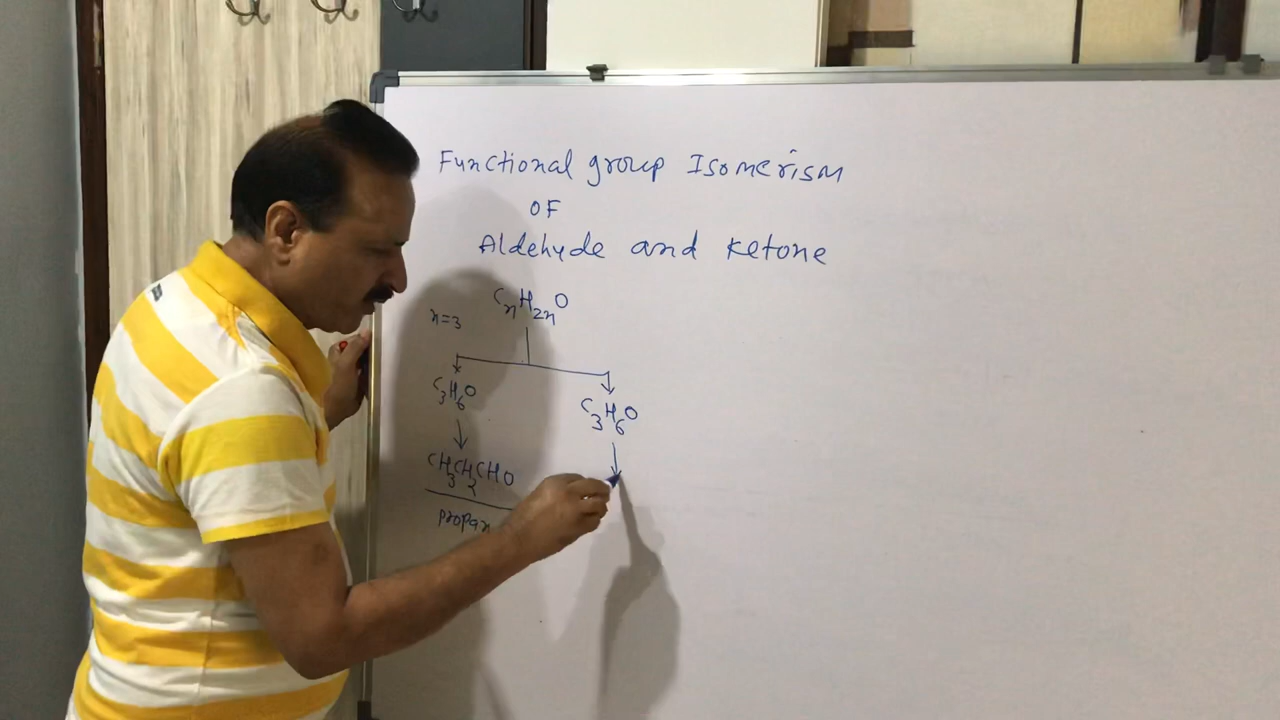 Functional group Isomerism
OF
Aldehyde and Ketone
CnH2nO
n=3
C3H6O
C3H6O
CH3CH2CHO
propan